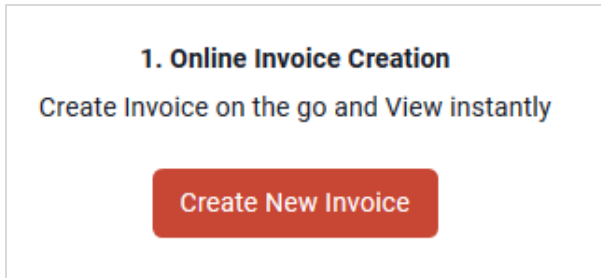 1. Online Invoice Creation
Create Invoice on the go and View instantly
Create New Invoice